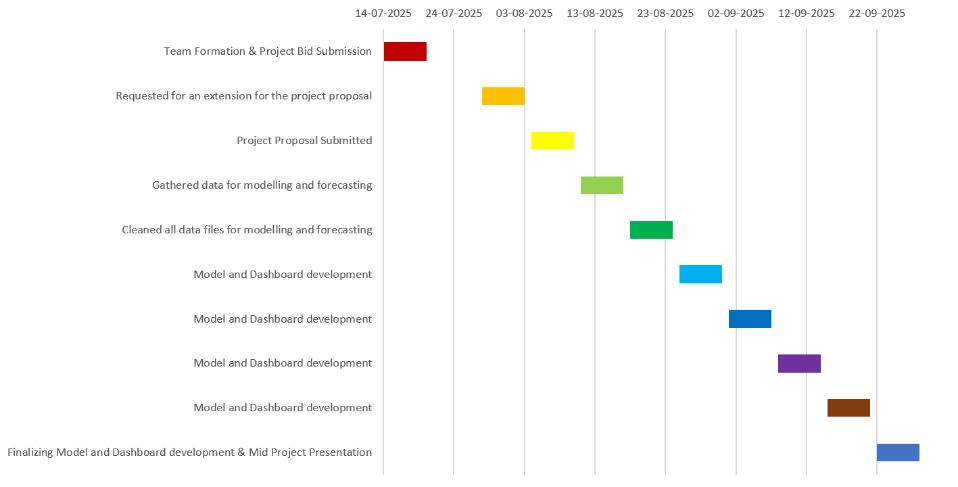 14-07-2025 24-07-2025 03-08-2025 13-08-2025 23-08-2025 02-09-2025 12-09-2025 22-09-2025
Team Formation & Project Bid Submission
Requested for an extension for the project proposal
Project Proposal Submitted
Gathered data for modelling and forecasting
Cleaned all data files for modelling and forecasting
Model and Dashboard development
Model and Dashboard development
Model and Dashboard development
Model and Dashboard development
Finalizing Model and Dashboard development & Mid Project Presentation